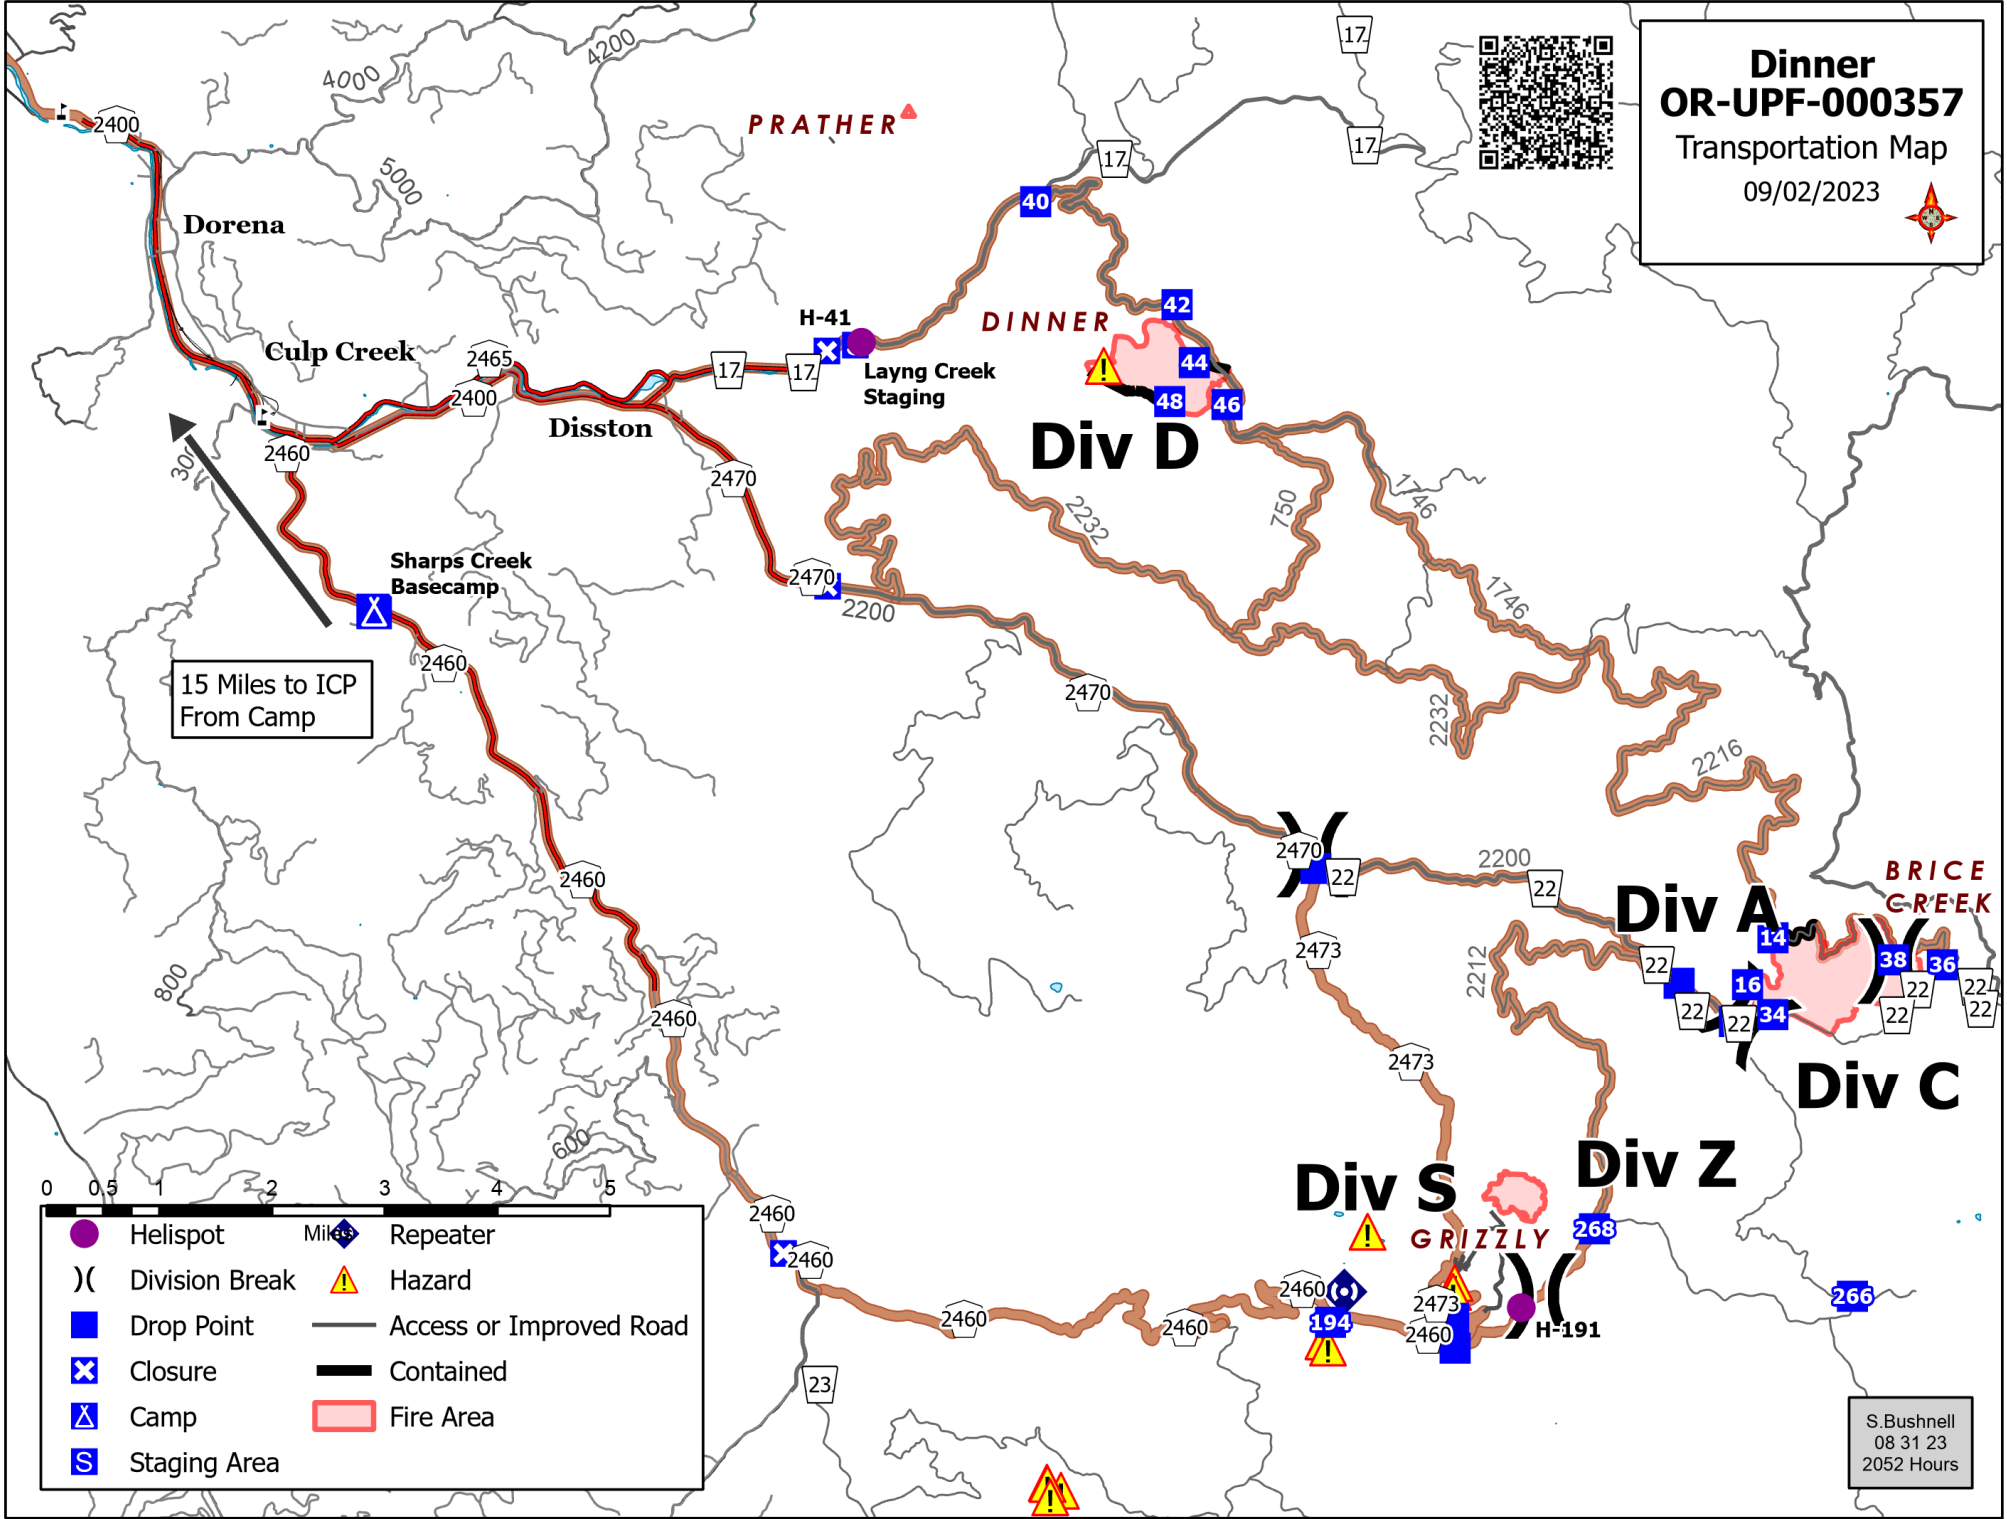 Dinner
OR-UPF-000357
Transportation Map
09/02/2023
17
4200
4000
2400
PRATHER
17
17
5000
40
Dorena
42
H-41
DINNER
Culp Creek
2465
44
17
17
Layng Creek
Staging
2400
48
46
Disston
Div D
2460
2470
1746
2232
750
Sharps Creek
Basecamp
2470
2200
1746
2460
15 Miles to ICP
From Camp
2470
2232
2216
2470
22
2200
22
2460
BRICE
CREEK
Div A
14
2473
38
36
22
2212
16
22
22
800
22
22
34
22
22
2460
2473
Div C
600
Div Z
Div S
0 0.5 1 2 3 4 5
Miles
2460
268
GRIZZLY
2460
2460
2473
266
2460
2460
194
2460
H-191
23
Helispot
Repeater
Division Break
Hazard
Drop Point
Access or Improved Road
Closure
Contained
Camp
Fire Area
S Staging Area
S.Bushnell
08 31 23
2052 Hours